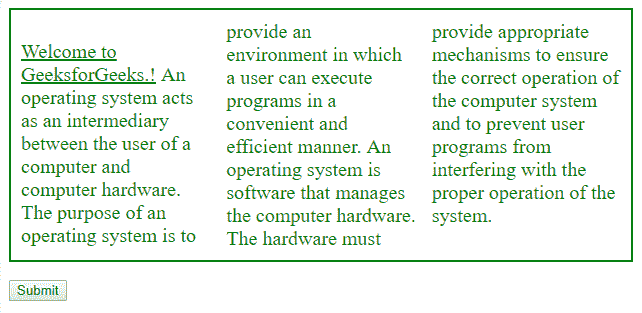 Welcome to
GeeksforGeeks.! An
operating system acts
as an intermediary
between the user of a
computer and
computer hardware.
The purpose of an
operating system is to
provide an
environment in which
a user can execute
programs in a
convenient and
efficient manner. An
operating system is
software that manages
the computer hardware.
The hardware must
provide appropriate
mechanisms to ensure
the correct operation of
the computer system
and to prevent user
programs from
interfering with the
proper operation of the
system.
Submit